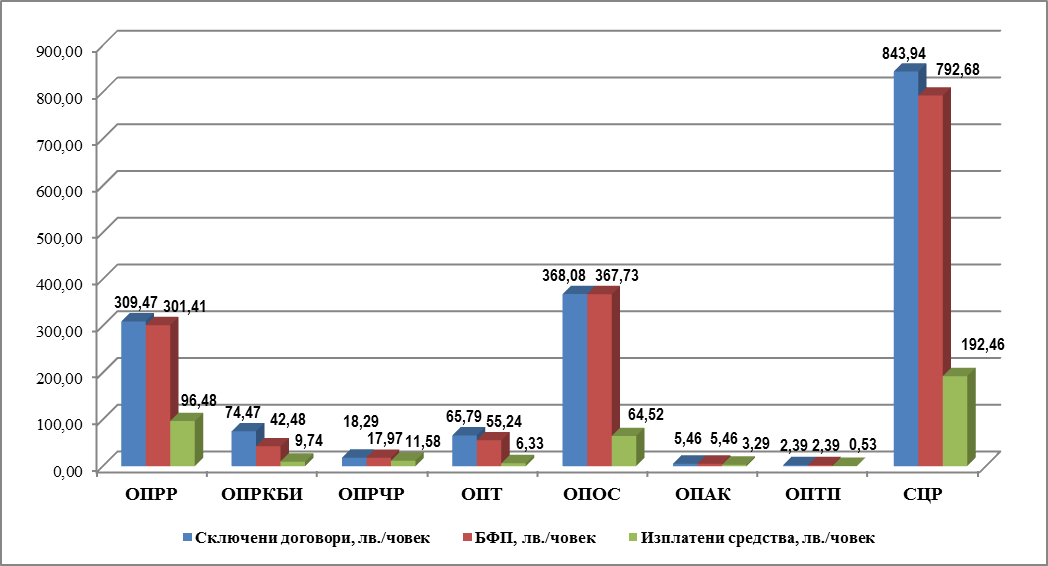 900,00
800,00
700,00
600,00
500,00
400,00
300,00
200,00
100,00
0,00
309,47 301,41 96,48
74,47 42,48 9,74
18,29 17,97 11,58
65,79 55,24 6,33
368,08 367,73 64,52
5,46 5,46 3,29
2,39 2,39 0,53
843,94 792,68 192,46
ОПРР ОПРКБИ ОПРЧР ОПТ ОПОС ОПАК ОПТП СЦР
Сключени договори, лв./човек БФП, лв./човек Изплатени средства, лв./човек